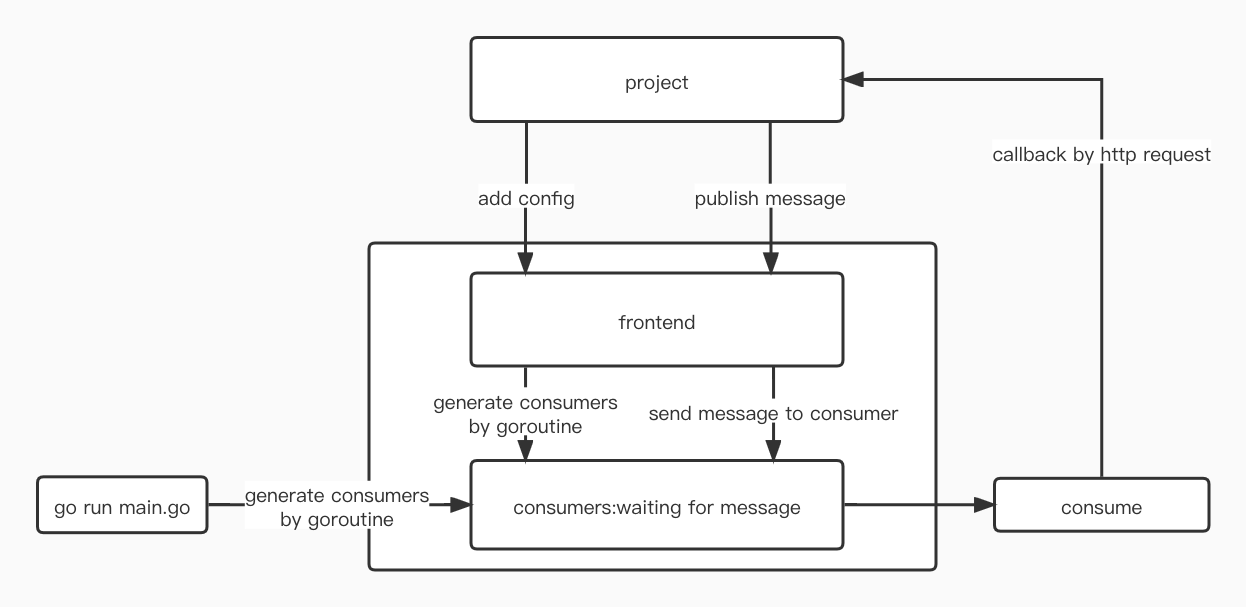 project
callback by http request
add config
publish message
frontend
generate consumers
by goroutine
send message to consumer
go run main.go
generate consumers
by goroutine
consumers:waiting for message
consume